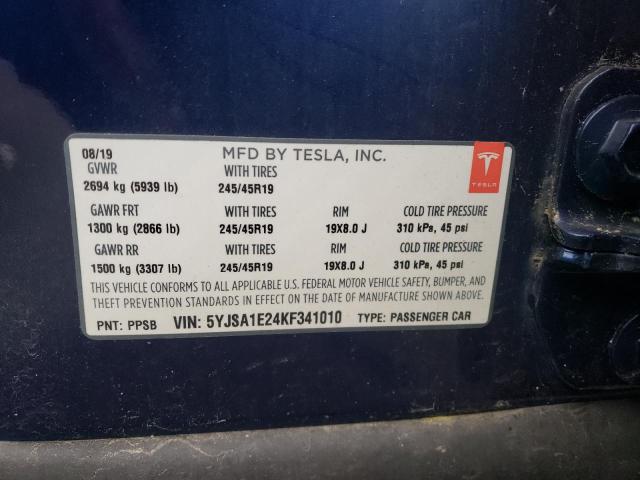 08/19 MFD BY TESLA, INC.
GVWR WITH TIRES
2694 kg (5939 lb) 245/45R19
TESLA
GAWR FRT WITH TIRES RIM COLD TIRE PRESSURE
1300 kg (2866 lb) 245/45R19 19X8.0 J 310 kPa, 45 psi
GAWR RR WITH TIRES RIM COLD TIRE PRESSURE
1500 kg (3307 lb) 245/45R19 19X8.0 J 310 kPa, 45 psi
THIS VEHICLE CONFORMS TO ALL APPLICABLE U.S. FEDERAL MOTOR VEHICLE SAFETY, BUMPER, AND
THEFT PREVENTION STANDARDS IN EFFECT ON THE DATE OF MANUFACTURE SHOWN ABOVE.
PNT: PPSB VIN: 5YJSA1E24KF341010 TYPE: PASSENGER CAR